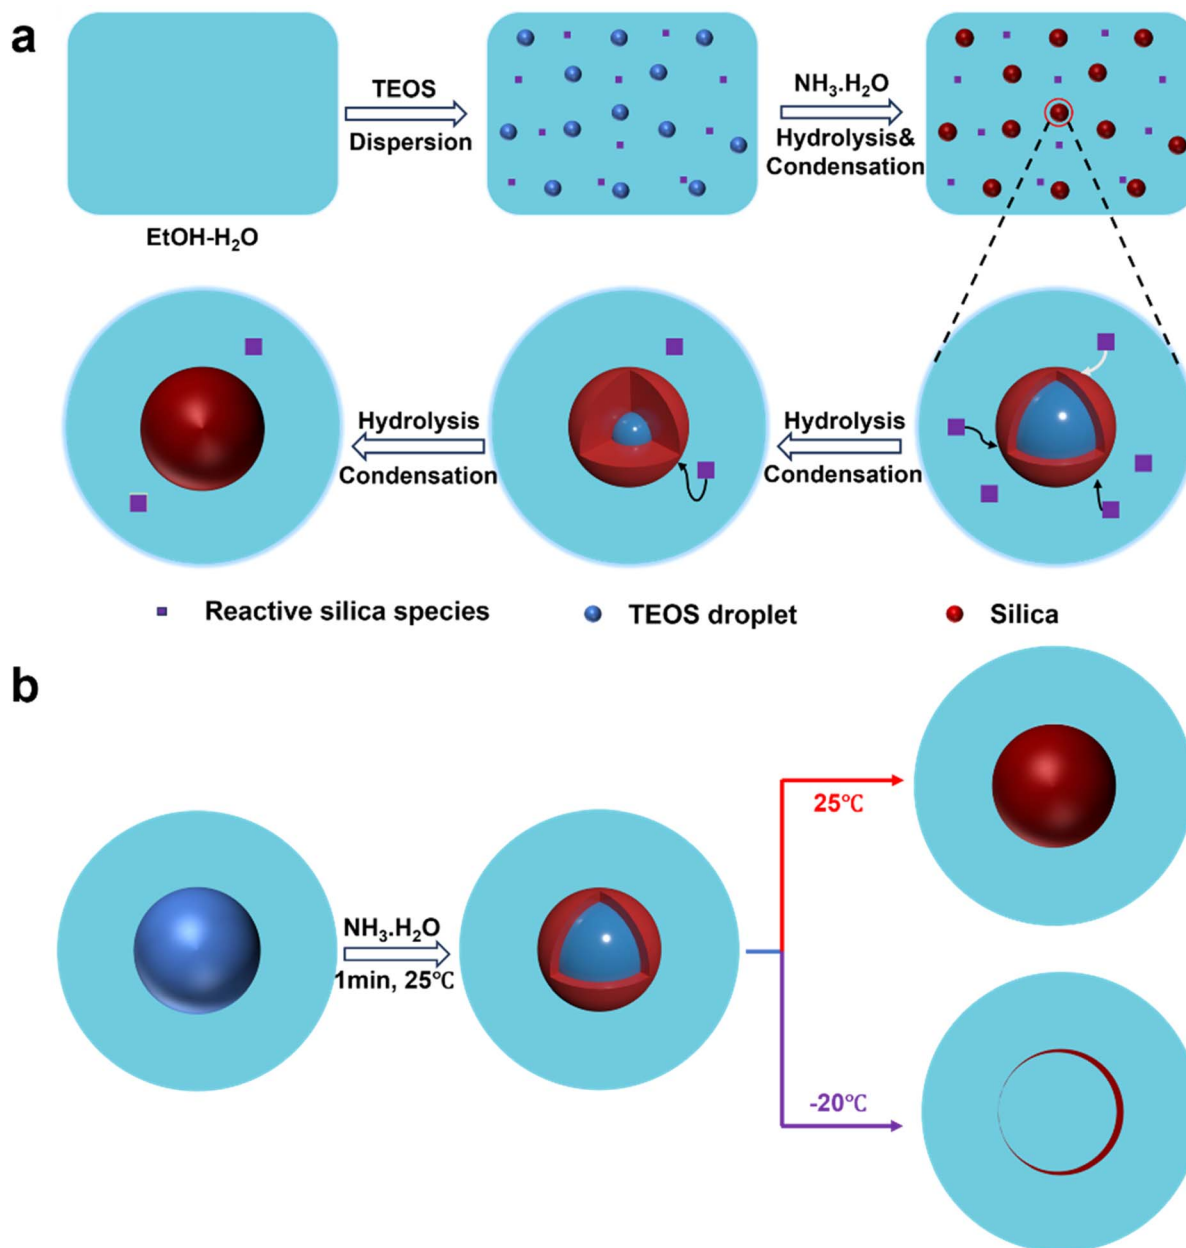 a
TEOS
Dispersion
NH₃.H₂O
Hydrolysis&
Condensation
EtOH-H₂O
Hydrolysis
Condensation
Hydrolysis
Condensation
Reactive silica species
TEOS droplet
Silica
b
25℃
NH₃.H₂O
1min, 25℃
-20℃